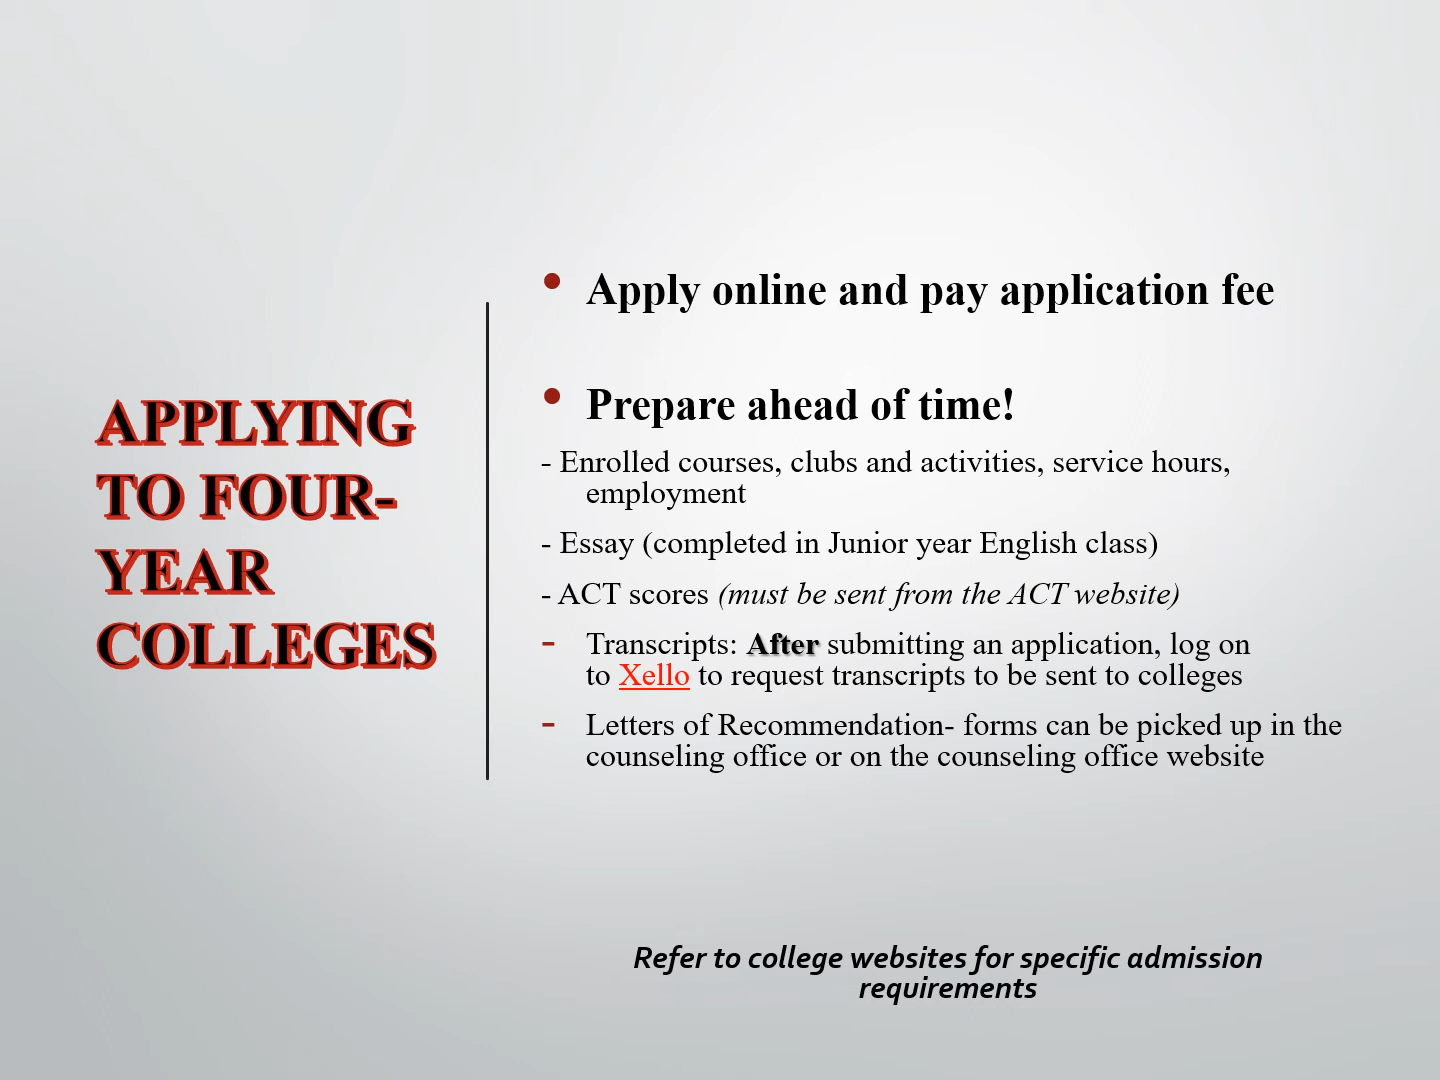 APPLYING
TO FOUR-
YEAR
COLLEGES
• Apply online and pay application fee
• Prepare ahead of time!
- Enrolled courses, clubs and activities, service hours,
employment
- Essay (completed in Junior year English class)
- ACT scores (must be sent from the ACT website)
- Transcripts: After submitting an application, log on
to Xello to request transcripts to be sent to colleges
- Letters of Recommendation- forms can be picked up in the
counseling office or on the counseling office website
Refer to college websites for specific admission
requirements